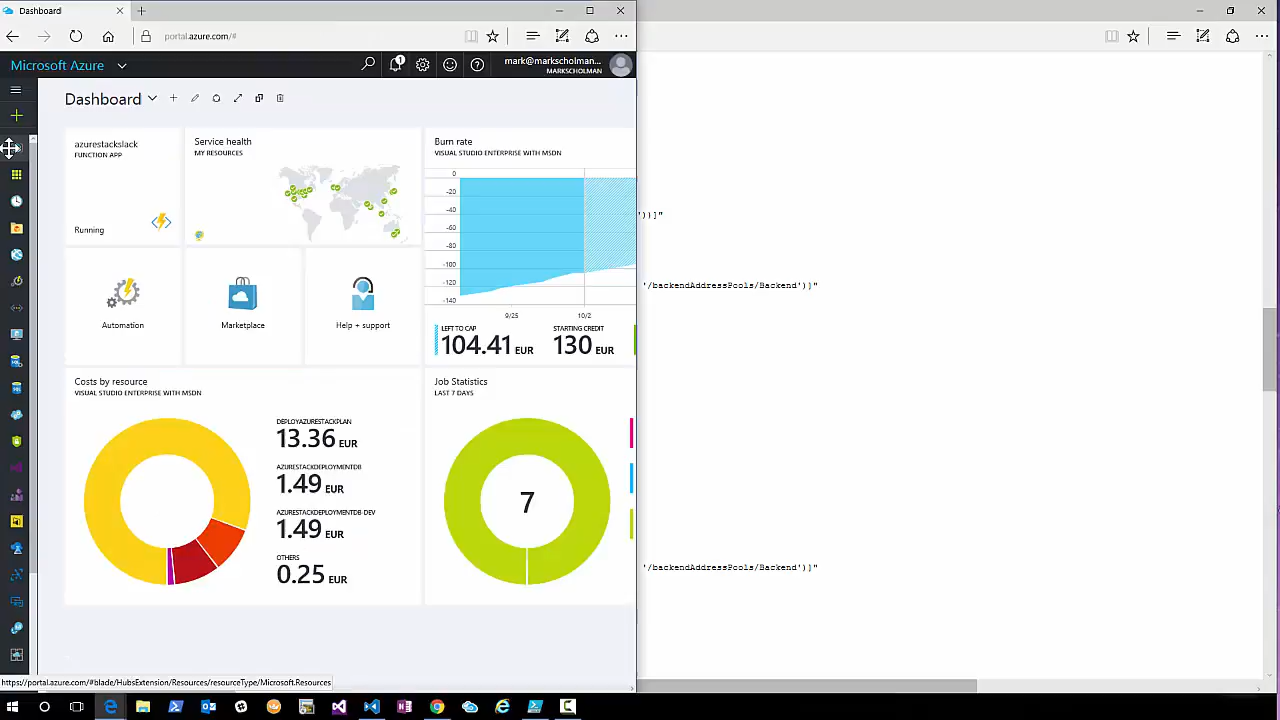 Dashboard
portal.azure.com/#
Microsoft Azure
1
mark@markscholman...
MARKSCHOLMAN
Dashboard
azurestackslack
FUNCTION APP
Running
Service health
MY RESOURCES
Burn rate
VISUAL STUDIO ENTERPRISE WITH MSDN
0
-20
-40
-60
-80
-100
-120
-140
9/25
10/2
LEFT TO CAP
104.41 EUR
STARTING CREDIT
130 EUR
Automation
Marketplace
Help + support
Costs by resource
VISUAL STUDIO ENTERPRISE WITH MSDN
DEPLOYAZURESTACKPLAN
13.36 EUR
AZURESTACKDEPLOYMENTDB
1.49 EUR
AZURESTACKDEPLOYMENTDB-DEV
1.49 EUR
OTHERS
0.25 EUR
Job Statistics
LAST 7 DAYS
7
'))]"
'/backendAddressPools/Backend')]"
'/backendAddressPools/Backend')]"
https://portal.azure.com/#blade/HubsExtension/Resources/resourceType/Microsoft.Resources